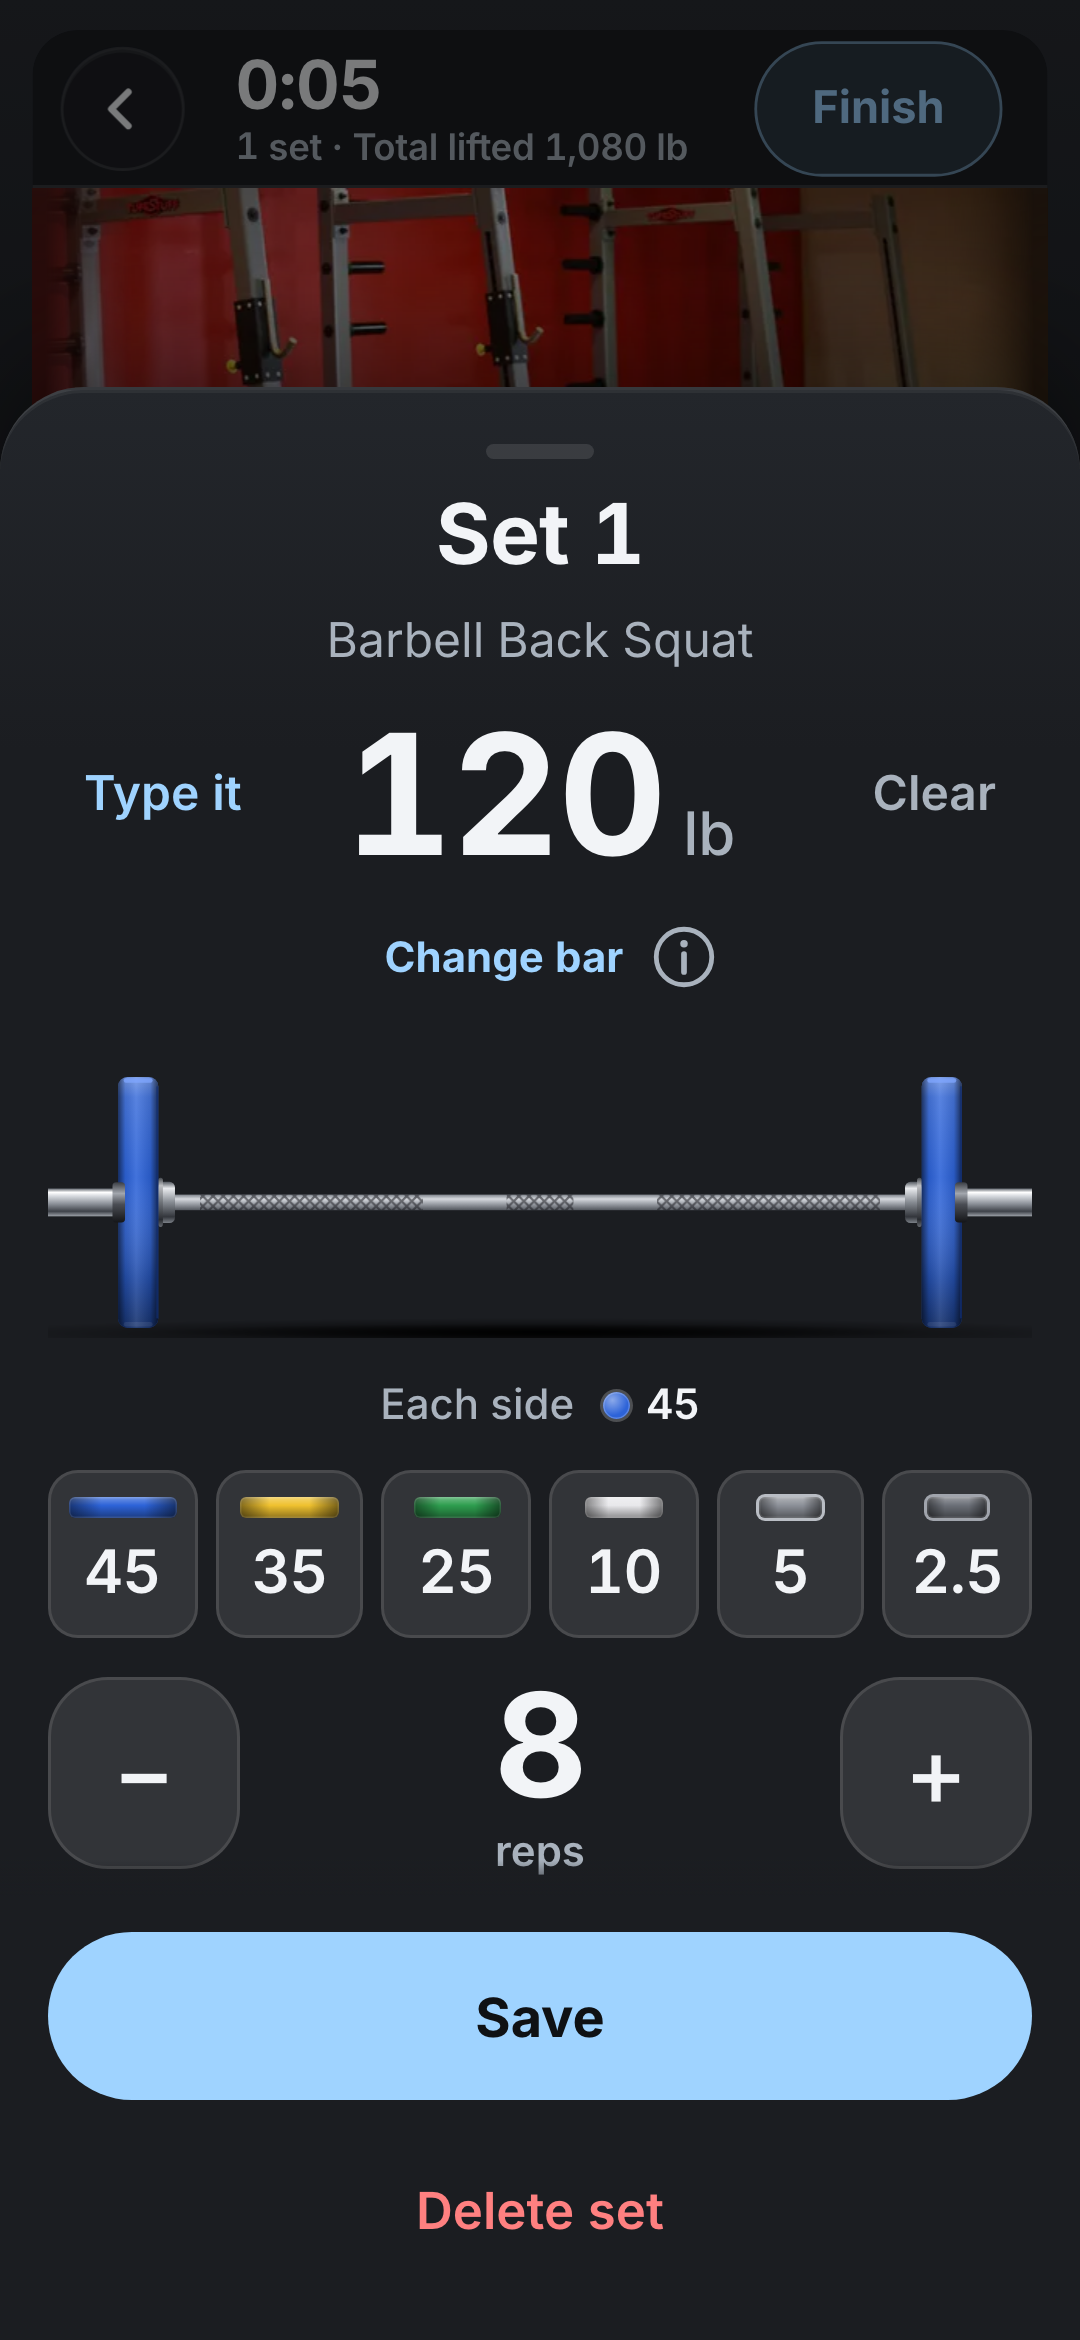 0:05
1 set · Total lifted 1,080 lb
Finish
Set 1
Barbell Back Squat
Type it
120 lb
Clear
Change bar
Each side 45
45
35
25
10
5
2.5
−
8
reps
+
Save
Delete set